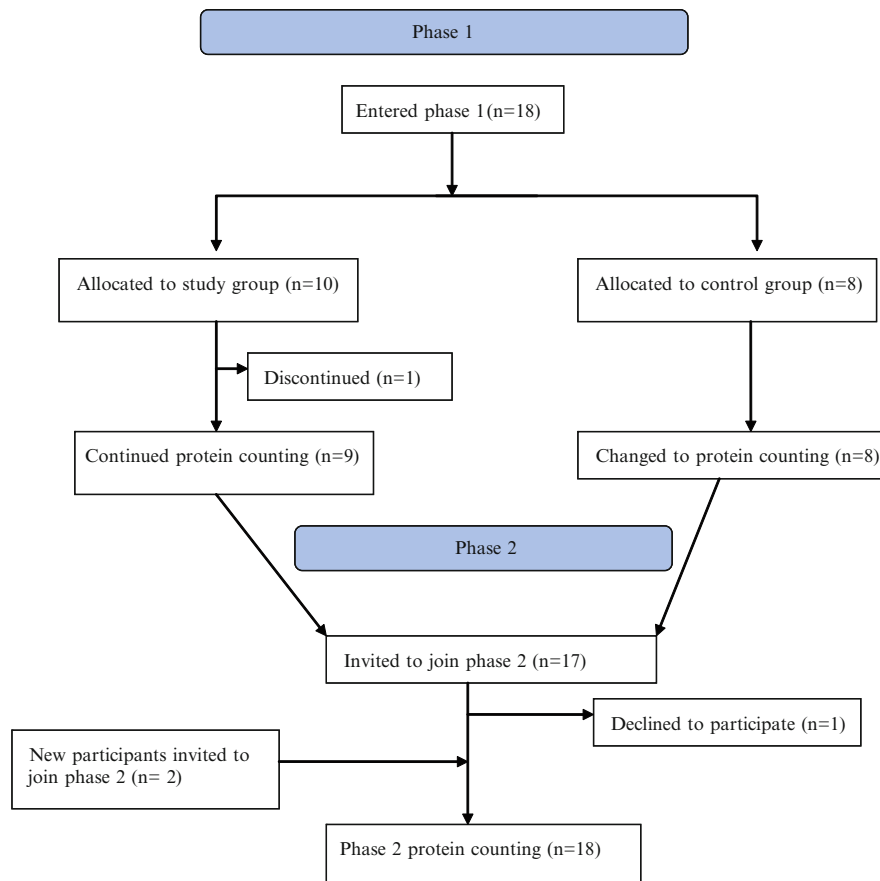 Phase 1
Entered phase 1(n=18)
Allocated to study group (n=10)
Allocated to control group (n=8)
Discontinued (n=1)
Continued protein counting (n=9)
Changed to protein counting (n=8)
Phase 2
Invited to join phase 2 (n=17)
Declined to participate (n=1)
New participants invited to
join phase 2 (n= 2)
Phase 2 protein counting (n=18)